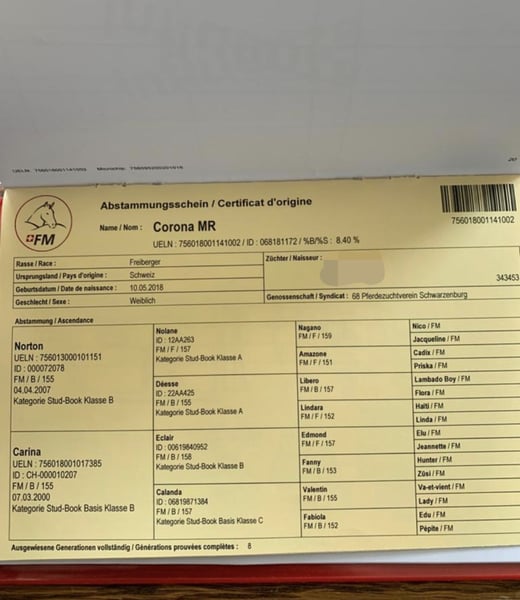 UELN: 756018001141002
FM
Abstammungsschein / Certificat d'origine
Name / Nom : Corona MR
UELN : 756018001141002 / ID : 068181172 / %B/%S : 8.40 %
756018001141002
Rasse / Race : Freiberger
Ursprungsland / Pays d'origine : Schweiz
Geburtsdatum / Date de naissance : 10.05.2018
Geschlecht / Sexe : Weiblich
Züchter / Naisseur :
343453
Genossenschaft / Syndicat : 68 Pferdezuchtverein Schwarzenburg
Abstammung / Ascendance
Norton
UELN : 756013000101151
ID : 000072078
FM / B / 155
04.04.2007
Kategorie Stud-Book Klasse B
Carina
UELN : 756018001017385
ID : CH-000010207
FM / B / 155
07.03.2000
Kategorie Stud-Book Basis Klasse B
Nolane
ID : 12AA263
FM / F / 157
Kategorie Stud-Book Klasse A
Déesse
ID : 22AA425
FM / B / 155
Kategorie Stud-Book Klasse A
Eclair
ID : 00619840952
FM / B / 158
Kategorie Stud-Book Klasse B
Calanda
ID : 06819871384
FM / B / 157
Kategorie Stud-Book Basis Klasse C
Nagano
FM / F / 159
Amazone
FM / F / 151
Libero
FM / B / 157
Lindara
FM / F / 152
Edmond
FM / F / 157
Fanny
FM / B / 153
Valentin
FM / B / 155
Fabiola
FM / B / 152
Nico / FM
Jacqueline / FM
Cadix / FM
Priska / FM
Lambado Boy / FM
Flora / FM
Haiti / FM
Linda / FM
Elu / FM
Jeannette / FM
Hunter / FM
Züsi / FM
Va-et-vient / FM
Lady / FM
Edu / FM
Pépite / FM
Ausgewiesene Generationen vollständig / Générations prouvées complètes : 8